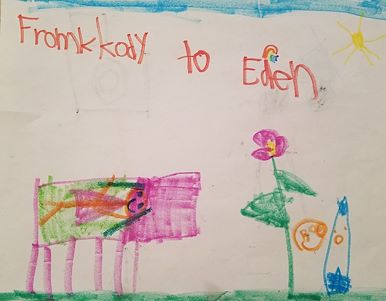 Fromkkody to Eden